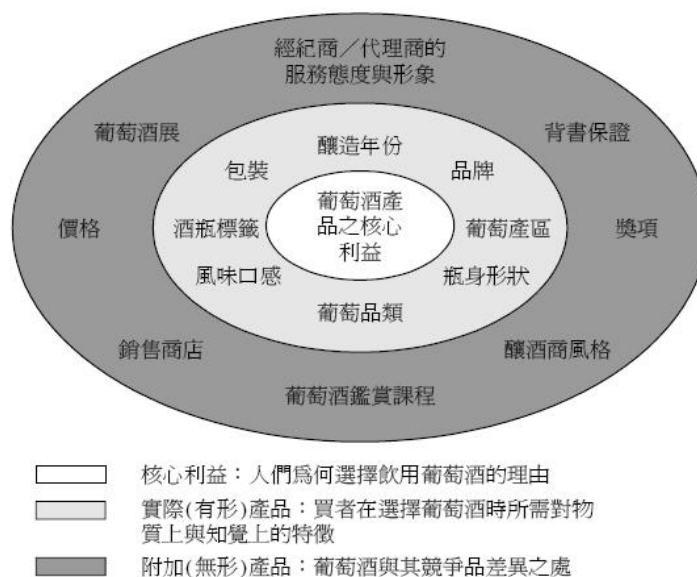 經紀商／代理商的
服務態度與形象
葡萄酒展
背書保證
釀造年份
包裝
品牌
葡萄酒產
品之核心
利益
價格
酒瓶標籤
葡萄產區
獎項
風味口感
瓶身形狀
葡萄品類
銷售商店
釀酒商風格
葡萄酒鑑賞課程
核心利益：人們爲何選擇飲用葡萄酒的理由
實際(有形)產品：買者在選擇葡萄酒時所需對物
質上與知覺上的特徵
附加(無形)產品：葡萄酒與其競爭品差異之處